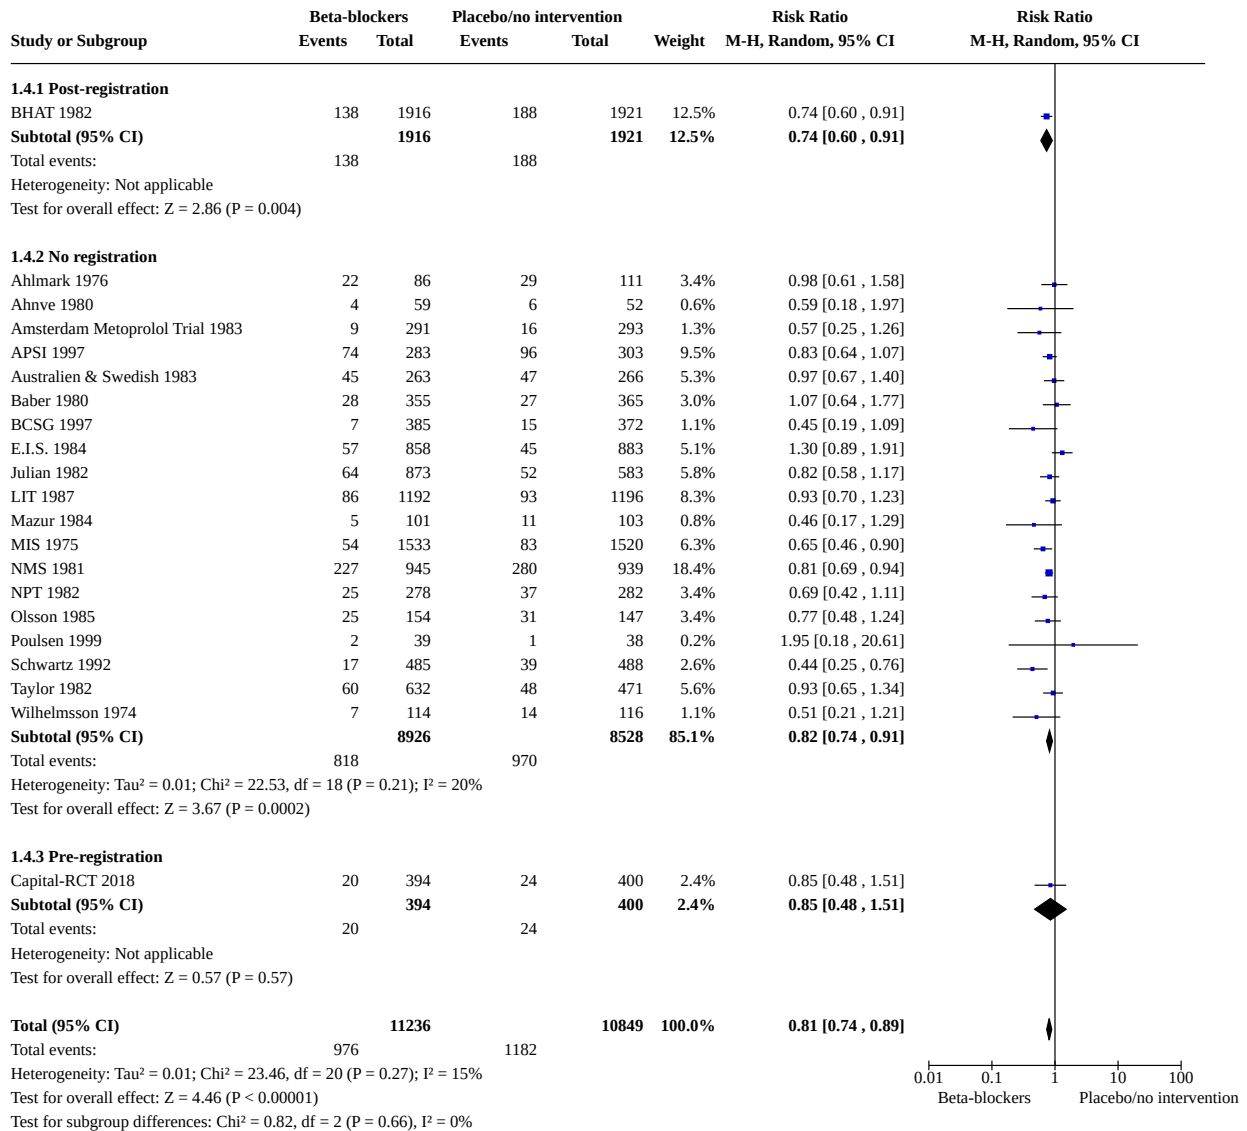 Beta-blockers Placebo/no intervention Risk Ratio Risk Ratio
Study or Subgroup Events Total Events Total Weight M-H, Random, 95% CI M-H, Random, 95% CI
1.4.1 Post-registration
BHAT 1982 138 1916 188 1921 12.5% 0.74 [0.60 , 0.91]
Subtotal (95% CI) 1916 1921 12.5% 0.74 [0.60 , 0.91]
Total events: 138 188
Heterogeneity: Not applicable
Test for overall effect: Z = 2.86 (P = 0.004)
1.4.2 No registration
Ahlmark 1976 22 86 29 111 3.4% 0.98 [0.61 , 1.58]
Ahnve 1980 4 59 6 52 0.6% 0.59 [0.18 , 1.97]
Amsterdam Metoprolol Trial 1983 9 291 16 293 1.3% 0.57 [0.25 , 1.26]
APSI 1997 74 283 96 303 9.5% 0.83 [0.64 , 1.07]
Australien & Swedish 1983 45 263 47 266 5.3% 0.97 [0.67 , 1.40]
Baber 1980 28 355 27 365 3.0% 1.07 [0.64 , 1.77]
BCSG 1997 7 385 15 372 1.1% 0.45 [0.19 , 1.09]
E.I.S. 1984 57 858 45 883 5.1% 1.30 [0.89 , 1.91]
Julian 1982 64 873 52 583 5.8% 0.82 [0.58 , 1.17]
LIT 1987 86 1192 93 1196 8.3% 0.93 [0.70 , 1.23]
Mazur 1984 5 101 11 103 0.8% 0.46 [0.17 , 1.29]
MIS 1975 54 1533 83 1520 6.3% 0.65 [0.46 , 0.90]
NMS 1981 227 945 280 939 18.4% 0.81 [0.69 , 0.94]
NPT 1982 25 278 37 282 3.4% 0.69 [0.42 , 1.11]
Olsson 1985 25 154 31 147 3.4% 0.77 [0.48 , 1.24]
Poulsen 1999 2 39 1 38 0.2% 1.95 [0.18 , 20.61]
Schwartz 1992 17 485 39 488 2.6% 0.44 [0.25 , 0.76]
Taylor 1982 60 632 48 471 5.6% 0.93 [0.65 , 1.34]
Wilhelmsson 1974 7 114 14 116 1.1% 0.51 [0.21 , 1.21]
Subtotal (95% CI) 8926 8528 85.1% 0.82 [0.74 , 0.91]
Total events: 818 970
Heterogeneity: Tau² = 0.01; Chi² = 22.53, df = 18 (P = 0.21); I² = 20%
Test for overall effect: Z = 3.67 (P = 0.0002)
1.4.3 Pre-registration
Capital-RCT 2018 20 394 24 400 2.4% 0.85 [0.48 , 1.51]
Subtotal (95% CI) 394 400 2.4% 0.85 [0.48 , 1.51]
Total events: 20 24
Heterogeneity: Not applicable
Test for overall effect: Z = 0.57 (P = 0.57)
Total (95% CI) 11236 10849 100.0% 0.81 [0.74 , 0.89]
Total events: 976 1182
Heterogeneity: Tau² = 0.01; Chi² = 23.46, df = 20 (P = 0.27); I² = 15%
0.01 0.1 1 10 100
Test for overall effect: Z = 4.46 (P < 0.00001) Beta-blockers Placebo/no intervention
Test for subgroup differences: Chi² = 0.82, df = 2 (P = 0.66), I² = 0%